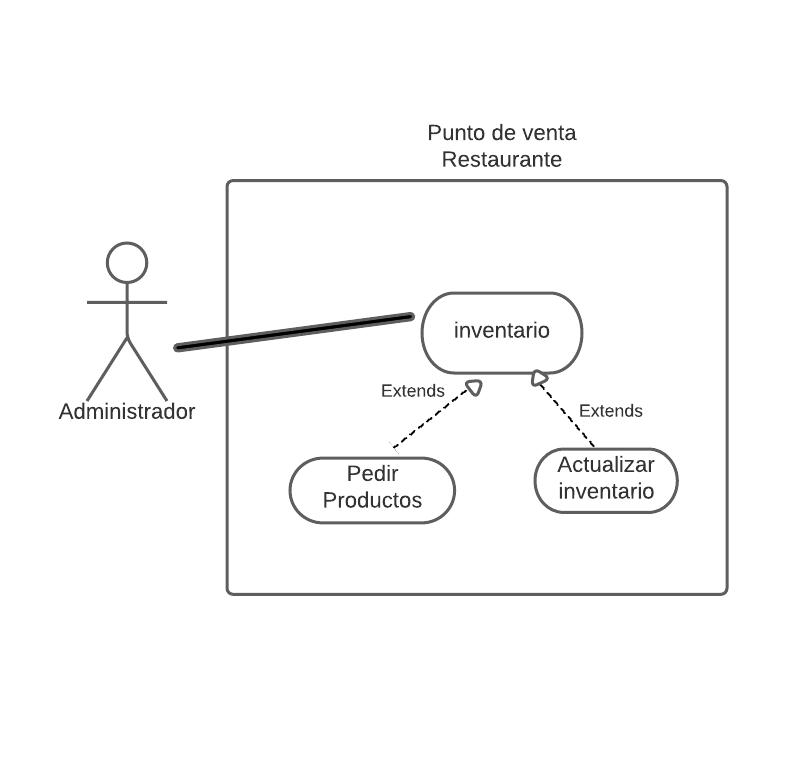 Punto de venta
Restaurante
inventario
Extends
Extends
Administrador
Pedir
Productos
Actualizar
inventario